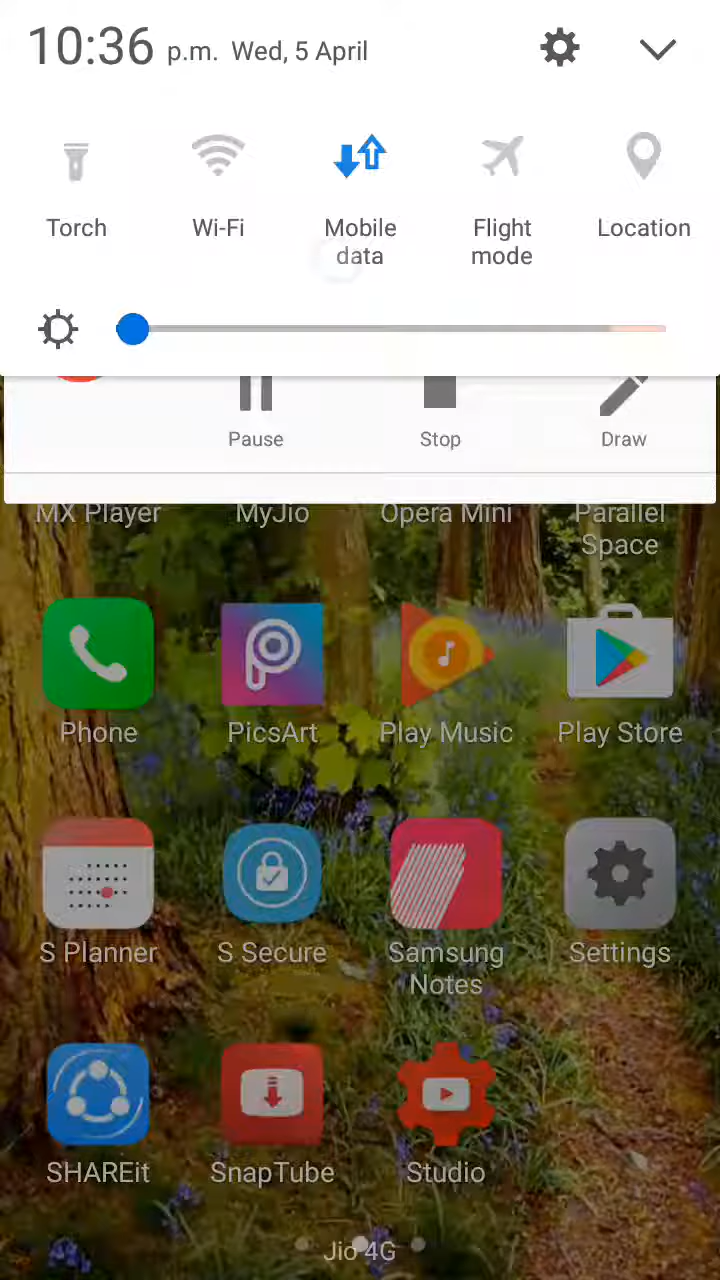 10:36 p.m. Wed, 5 April
Torch Wi-Fi Mobile data Flight mode Location
Pause Stop Draw
MX Player MyJio Opera Mini Parallel Space
Phone PicsArt Play Music Play Store
S Planner S Secure Samsung Notes Settings
SHAREit SnapTube Studio
Jio 4G